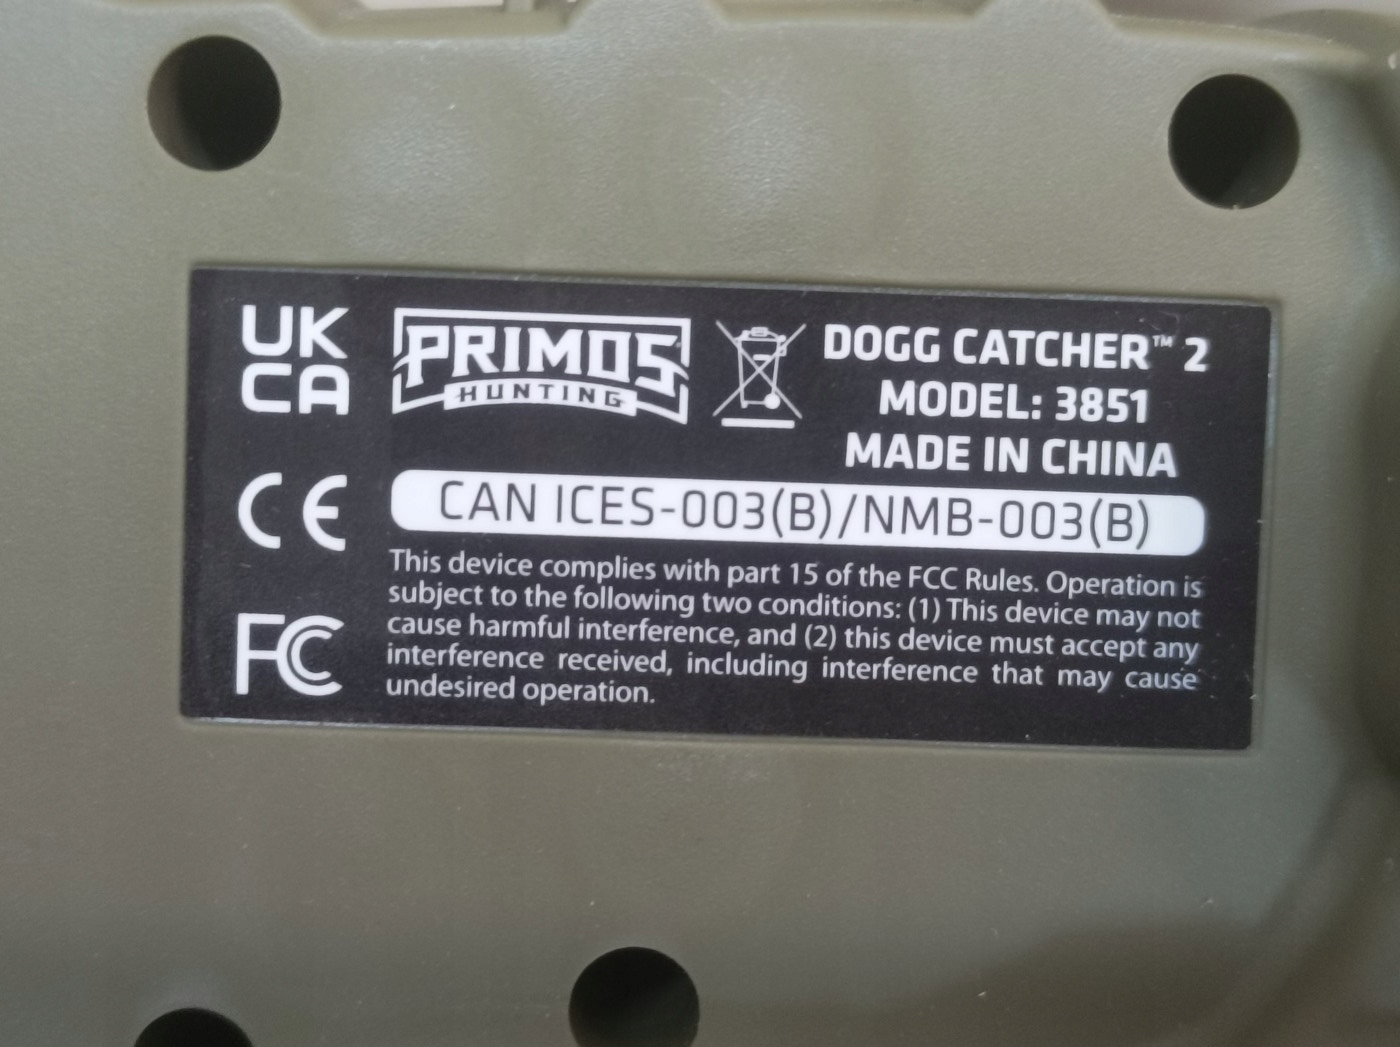 UK
CA
PRIMOS
HUNTING
DOGG CATCHER™ 2
MODEL: 3851
MADE IN CHINA
CE
CAN ICES-003(B)/NMB-003(B)
FC
This device complies with part 15 of the FCC Rules. Operation is
subject to the following two conditions: (1) This device may not
cause harmful interference, and (2) this device must accept any
interference received, including interference that may cause
undesired operation.